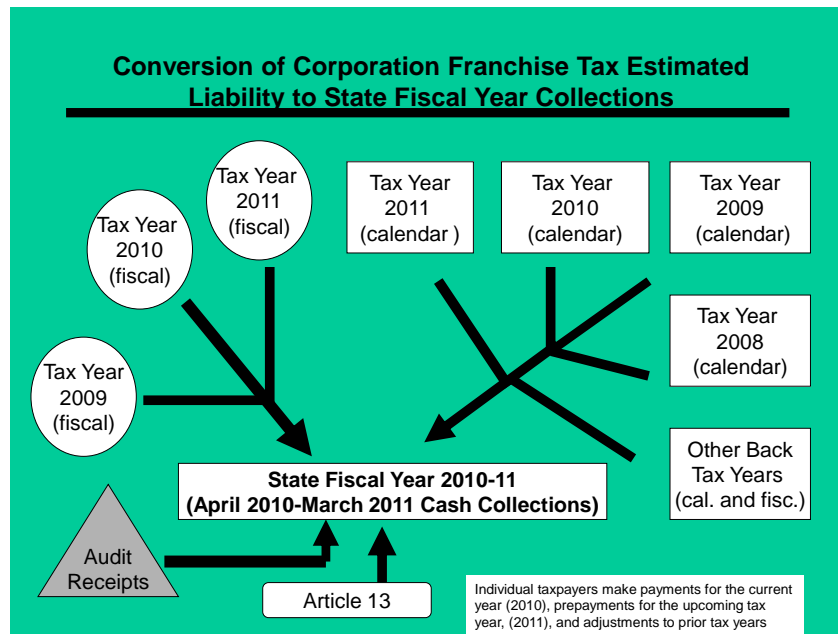 Conversion of Corporation Franchise Tax Estimated
Liability to State Fiscal Year Collections
Tax Year
2011
(fiscal)
Tax Year
2010
(fiscal)
Tax Year
2009
(fiscal)
Tax Year
2011
(calendar )
Tax Year
2010
(calendar)
Tax Year
2009
(calendar)
Tax Year
2008
(calendar)
Other Back
Tax Years
(cal. and fisc.)
State Fiscal Year 2010-11
(April 2010-March 2011 Cash Collections)
Audit
Receipts
Article 13
Individual taxpayers make payments for the current
year (2010), prepayments for the upcoming tax
year, (2011), and adjustments to prior tax years